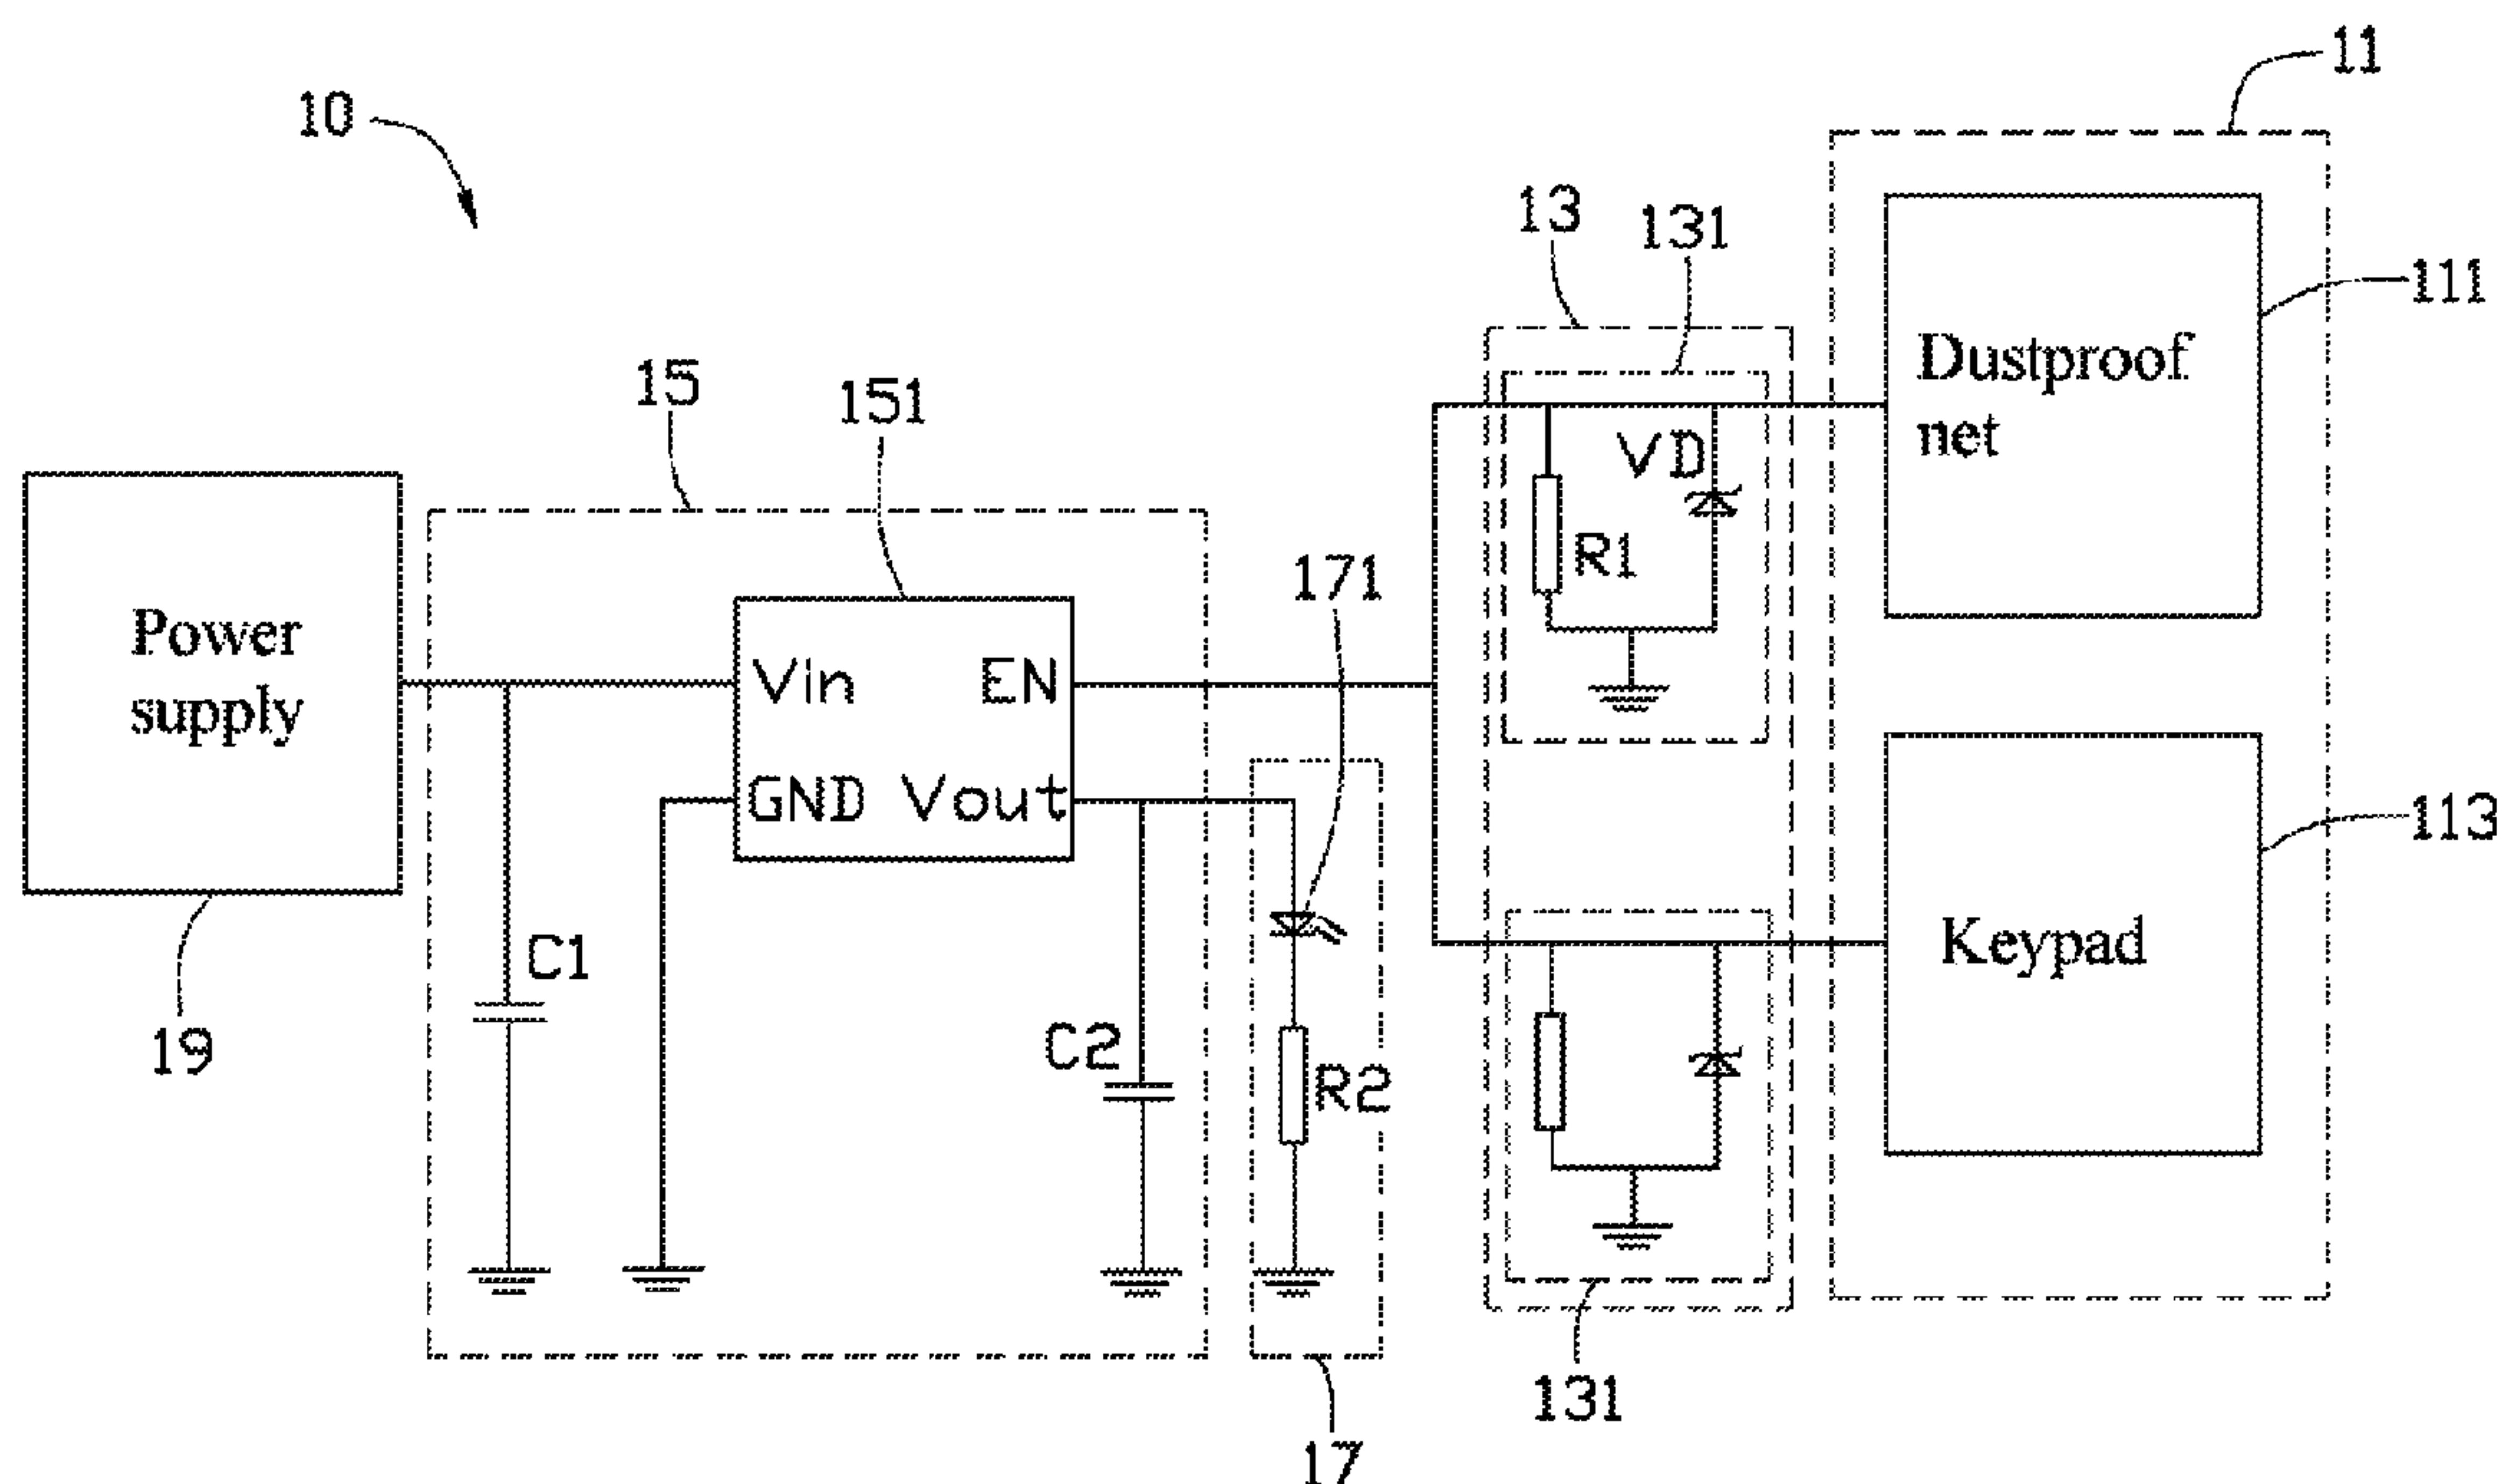 11
10
13
131
111
Dustproof
net
15
151
VD
R1
171
Power
supply
Vin
EN
GND
Vout
113
Keypad
C1
C2
R2
19
131
17